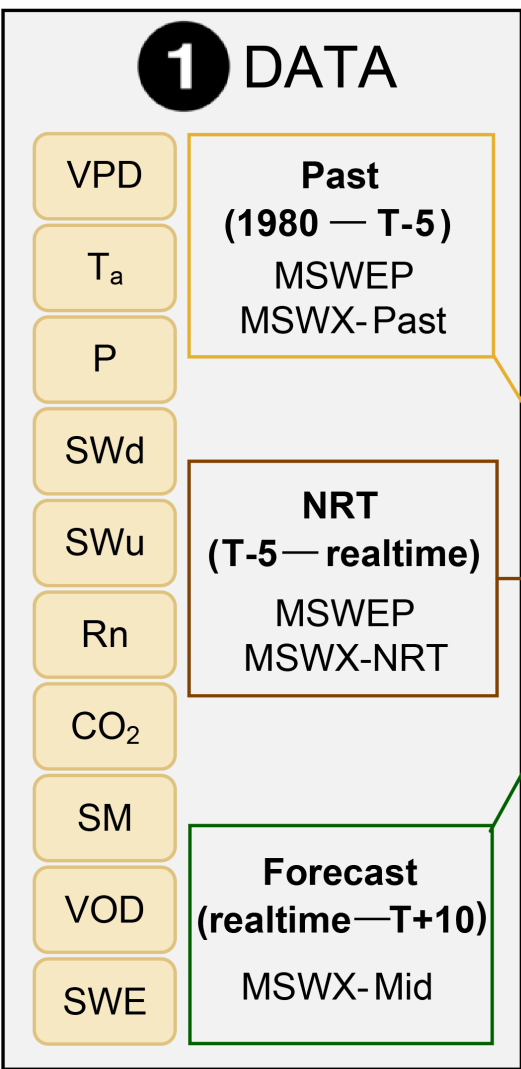 1 DATA
VPD
Tₐ
P
SWd
SWu
Rn
CO₂
SM
VOD
SWE
Past
(1980 — T-5)
MSWEP
MSWX-Past
NRT
(T-5 — realtime)
MSWEP
MSWX-NRT
Forecast
(realtime—T+10)
MSWX-Mid